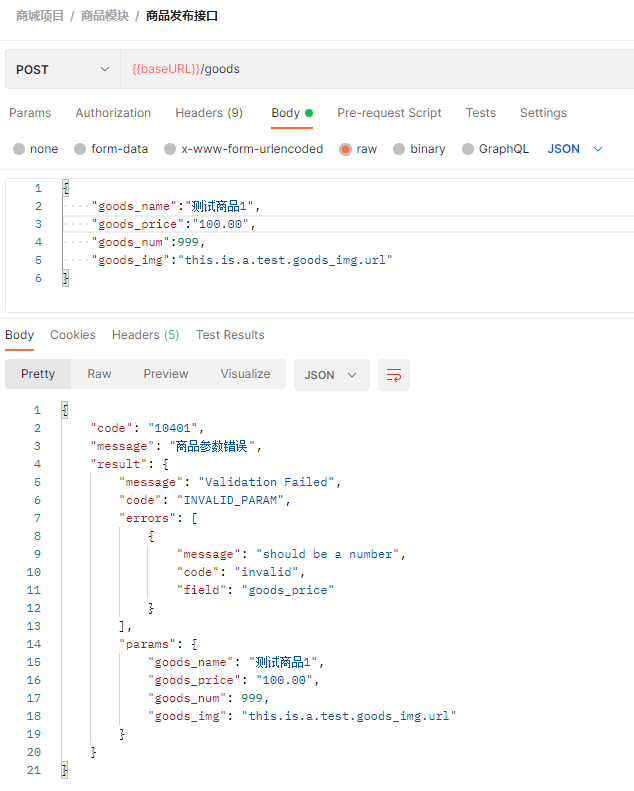 商城项目 / 商品模块 / 商品发布接口
POST {{baseURL}}/goods
Params Authorization Headers (9) Body Pre-request Script Tests Settings
none form-data x-www-form-urlencoded raw binary GraphQL JSON
1 {
2 "goods_name":"测试商品1",
3 "goods_price":"100.00",
4 "goods_num":999,
5 "goods_img":"this.is.a.test.goods_img.url"
6 }
Body Cookies Headers (5) Test Results
Pretty Raw Preview Visualize JSON
1 {
2 "code": "10401",
3 "message": "商品参数错误",
4 "result": {
5 "message": "Validation Failed",
6 "code": "INVALID_PARAM",
7 "errors": [
8 {
9 "message": "should be a number",
10 "code": "invalid",
11 "field": "goods_price"
12 }
13 ],
14 "params": {
15 "goods_name": "测试商品1",
16 "goods_price": "100.00",
17 "goods_num": 999,
18 "goods_img": "this.is.a.test.goods_img.url"
19 }
20 }
21 }